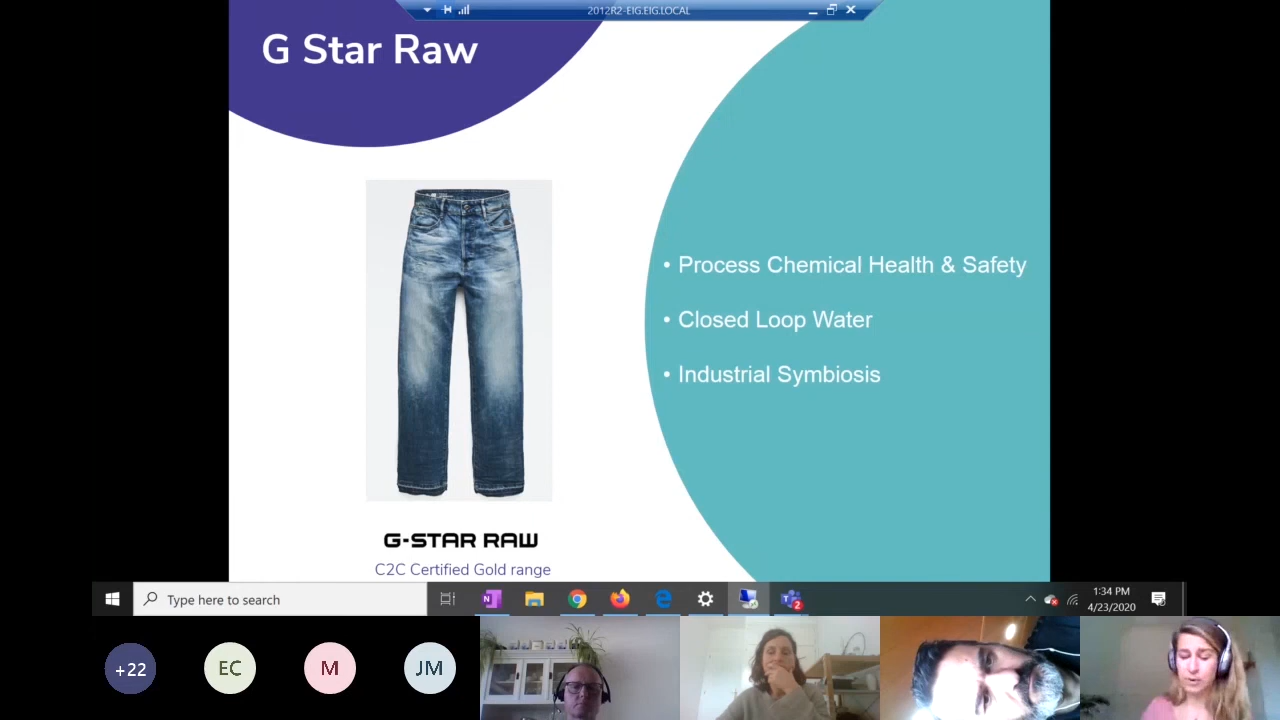 2012R2-EIG.EIG.LOCAL
G Star Raw
• Process Chemical Health & Safety
• Closed Loop Water
• Industrial Symbiosis
G-STAR RAW
C2C Certified Gold range
Type here to search
1:34 PM
4/23/2020
+22
EC
M
JM